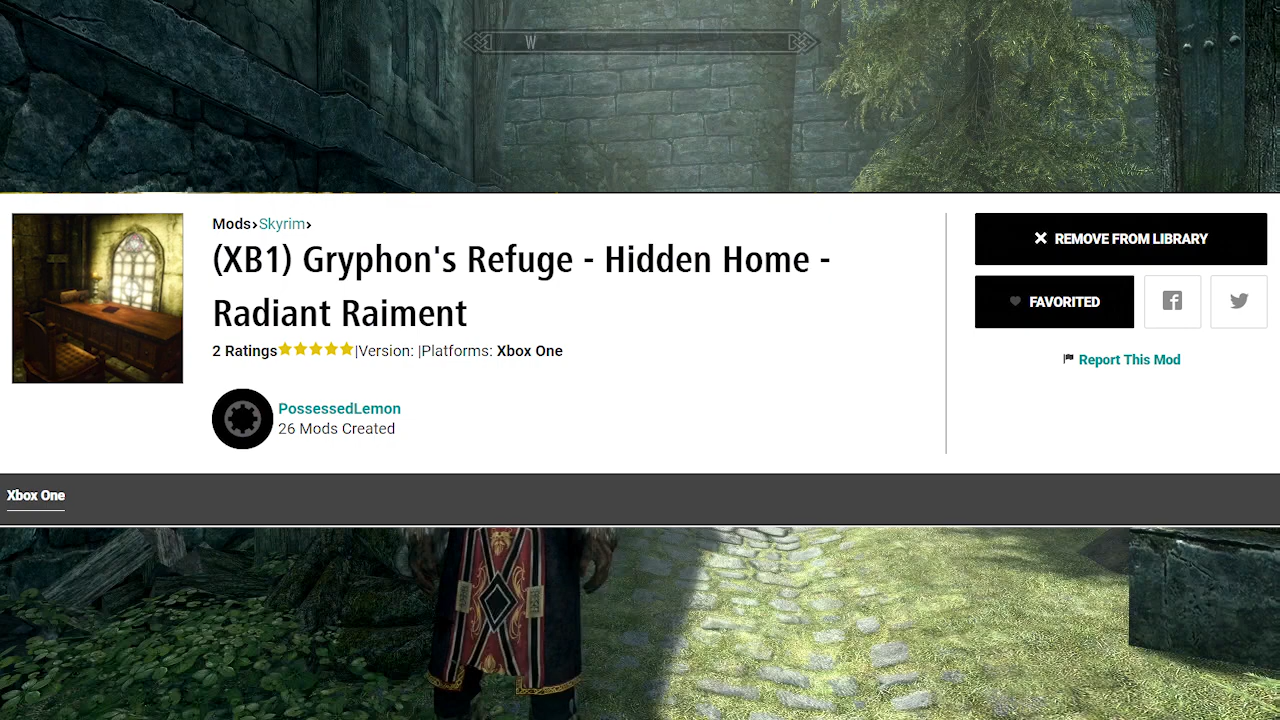 W
Mods›Skyrim›
(XB1) Gryphon's Refuge - Hidden Home -
Radiant Raiment
2 Ratings|Version: |Platforms: Xbox One
PossessedLemon
26 Mods Created
REMOVE FROM LIBRARY
FAVORITED
Report This Mod
Xbox One